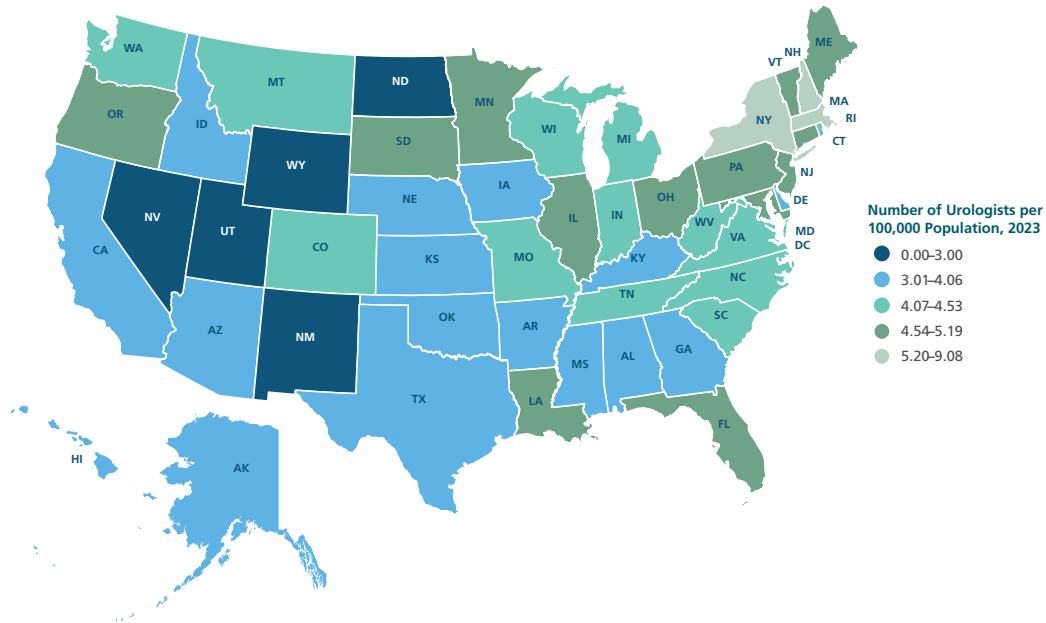 WA
MT
ND
MN
ME
NH
VT
OR
ID
WY
SD
WI
MI
NY
MA
RI
CT
NV
UT
NE
IA
IL
IN
OH
PA
NJ
DE
MD
DC
CA
CO
KS
MO
KY
WV
VA
NC
TN
SC
AZ
NM
OK
AR
MS
AL
GA
TX
LA
FL
HI
AK
Number of Urologists per
100,000 Population, 2023
0.00–3.00
3.01–4.06
4.07–4.53
4.54–5.19
5.20–9.08